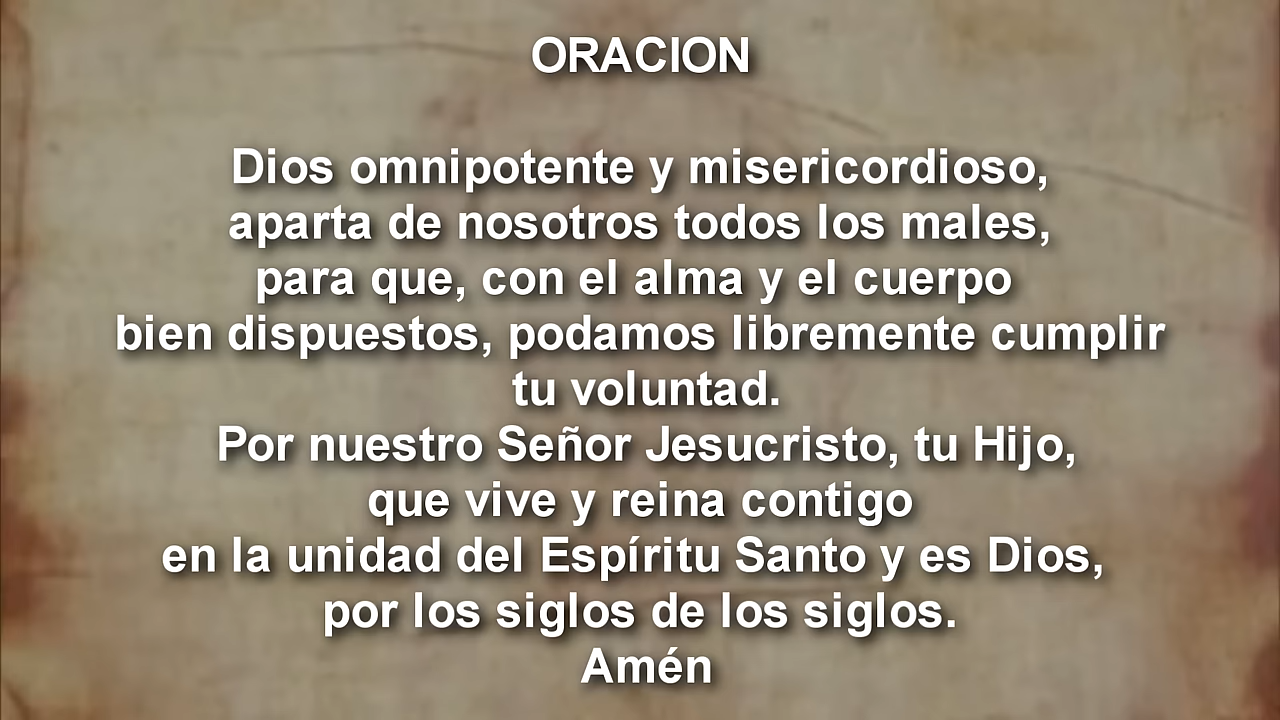 ORACION
Dios omnipotente y misericordioso,
aparta de nosotros todos los males,
para que, con el alma y el cuerpo
bien dispuestos, podamos libremente cumplir
tu voluntad.
Por nuestro Señor Jesucristo, tu Hijo,
que vive y reina contigo
en la unidad del Espíritu Santo y es Dios,
por los siglos de los siglos.
Amén